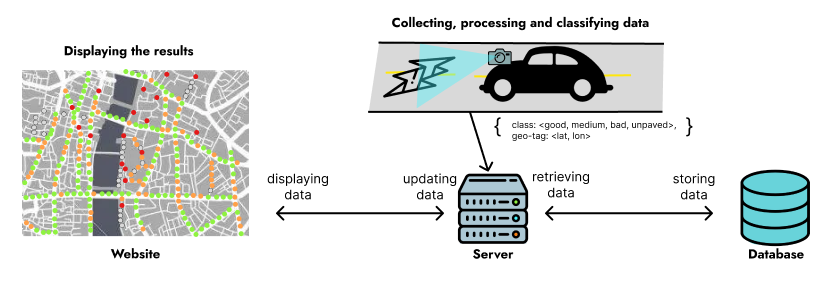 Collecting, processing and classifying data
Displaying the results
{ class: <good, medium, bad, unpaved>, }
geo-tag: <lat, lon>
displaying
data
updating
data
retrieving
data
storing
data
Website
Server
Database